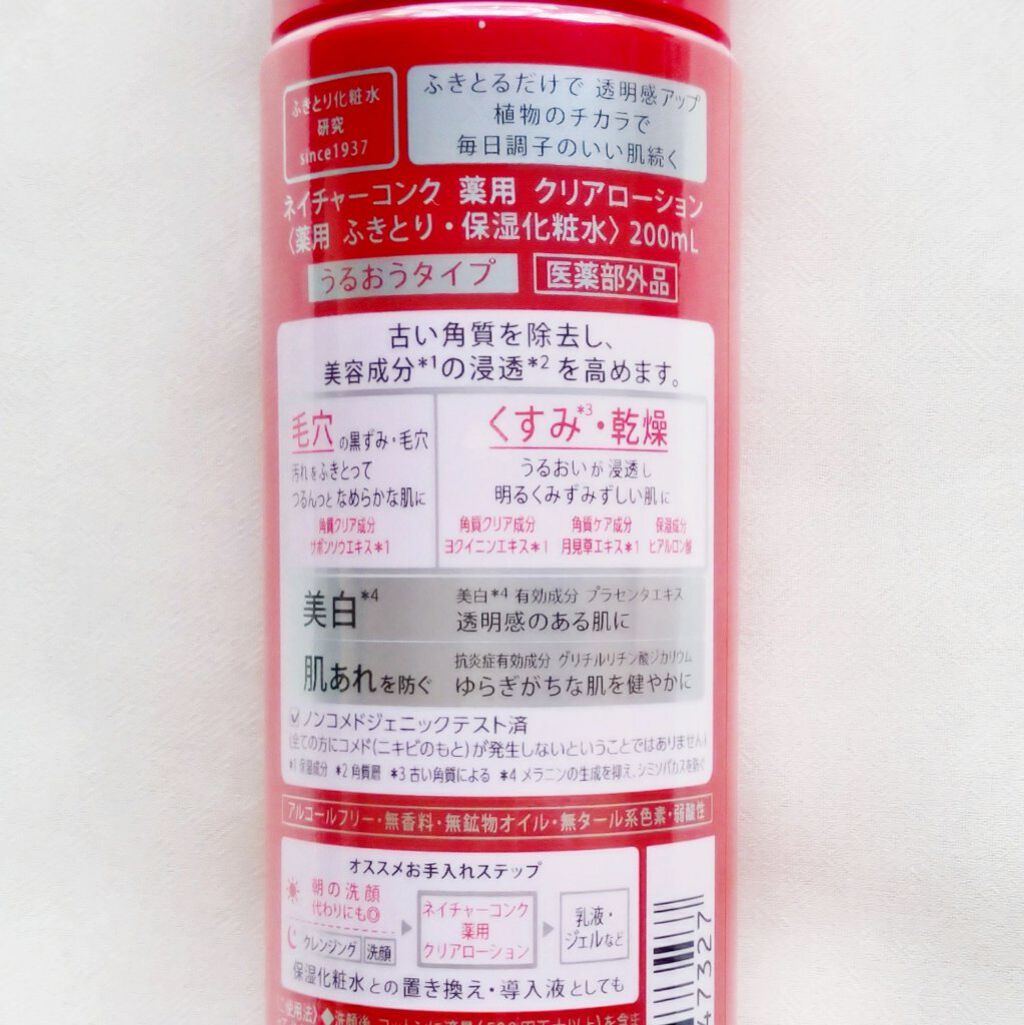 ふきとり化粧水
研究
since1937
ふきとるだけで 透明感アップ
植物のチカラで
毎日調子のいい肌続く
ネイチャーコンク 薬用 クリアローション
〈薬用 ふきとり・保湿化粧水〉200mL
うるおうタイプ
医薬部外品
古い角質を除去し、
美容成分*1の浸透*2を高めます。
毛穴の黒ずみ・毛穴
汚れをふきとって
つるんっとなめらかな肌に
角質クリア成分
サボンソウエキス*1
くすみ*3・乾燥
うるおいが浸透し
明るくみずみずしい肌に
角質クリア成分 角質ケア成分 保湿成分
ヨクイニンエキス*1 月見草エキス*1 ヒアルロン酸
美白*4
美白*4 有効成分 プラセンタエキス
透明感のある肌に
肌あれを防ぐ
抗炎症有効成分 グリチルリチン酸ジカリウム
ゆらぎがちな肌を健やかに
ノンコメドジェニックテスト済
(全ての方にコメド(ニキビのもと)が発生しないということではありません)
*1 保湿成分 *2 角質層 *3 古い角質による *4 メラニンの生成を抑え、シミソバカスを防ぐ
アルコールフリー・無香料・無鉱物オイル・無タール系色素・弱酸性
オススメお手入れステップ
朝の洗顔
代わりにも◎
クレンジング 洗顔
ネイチャーコンク
薬用
クリアローション
乳液・
ジェルなど
保湿化粧水との置き換え・導入液としても
47327